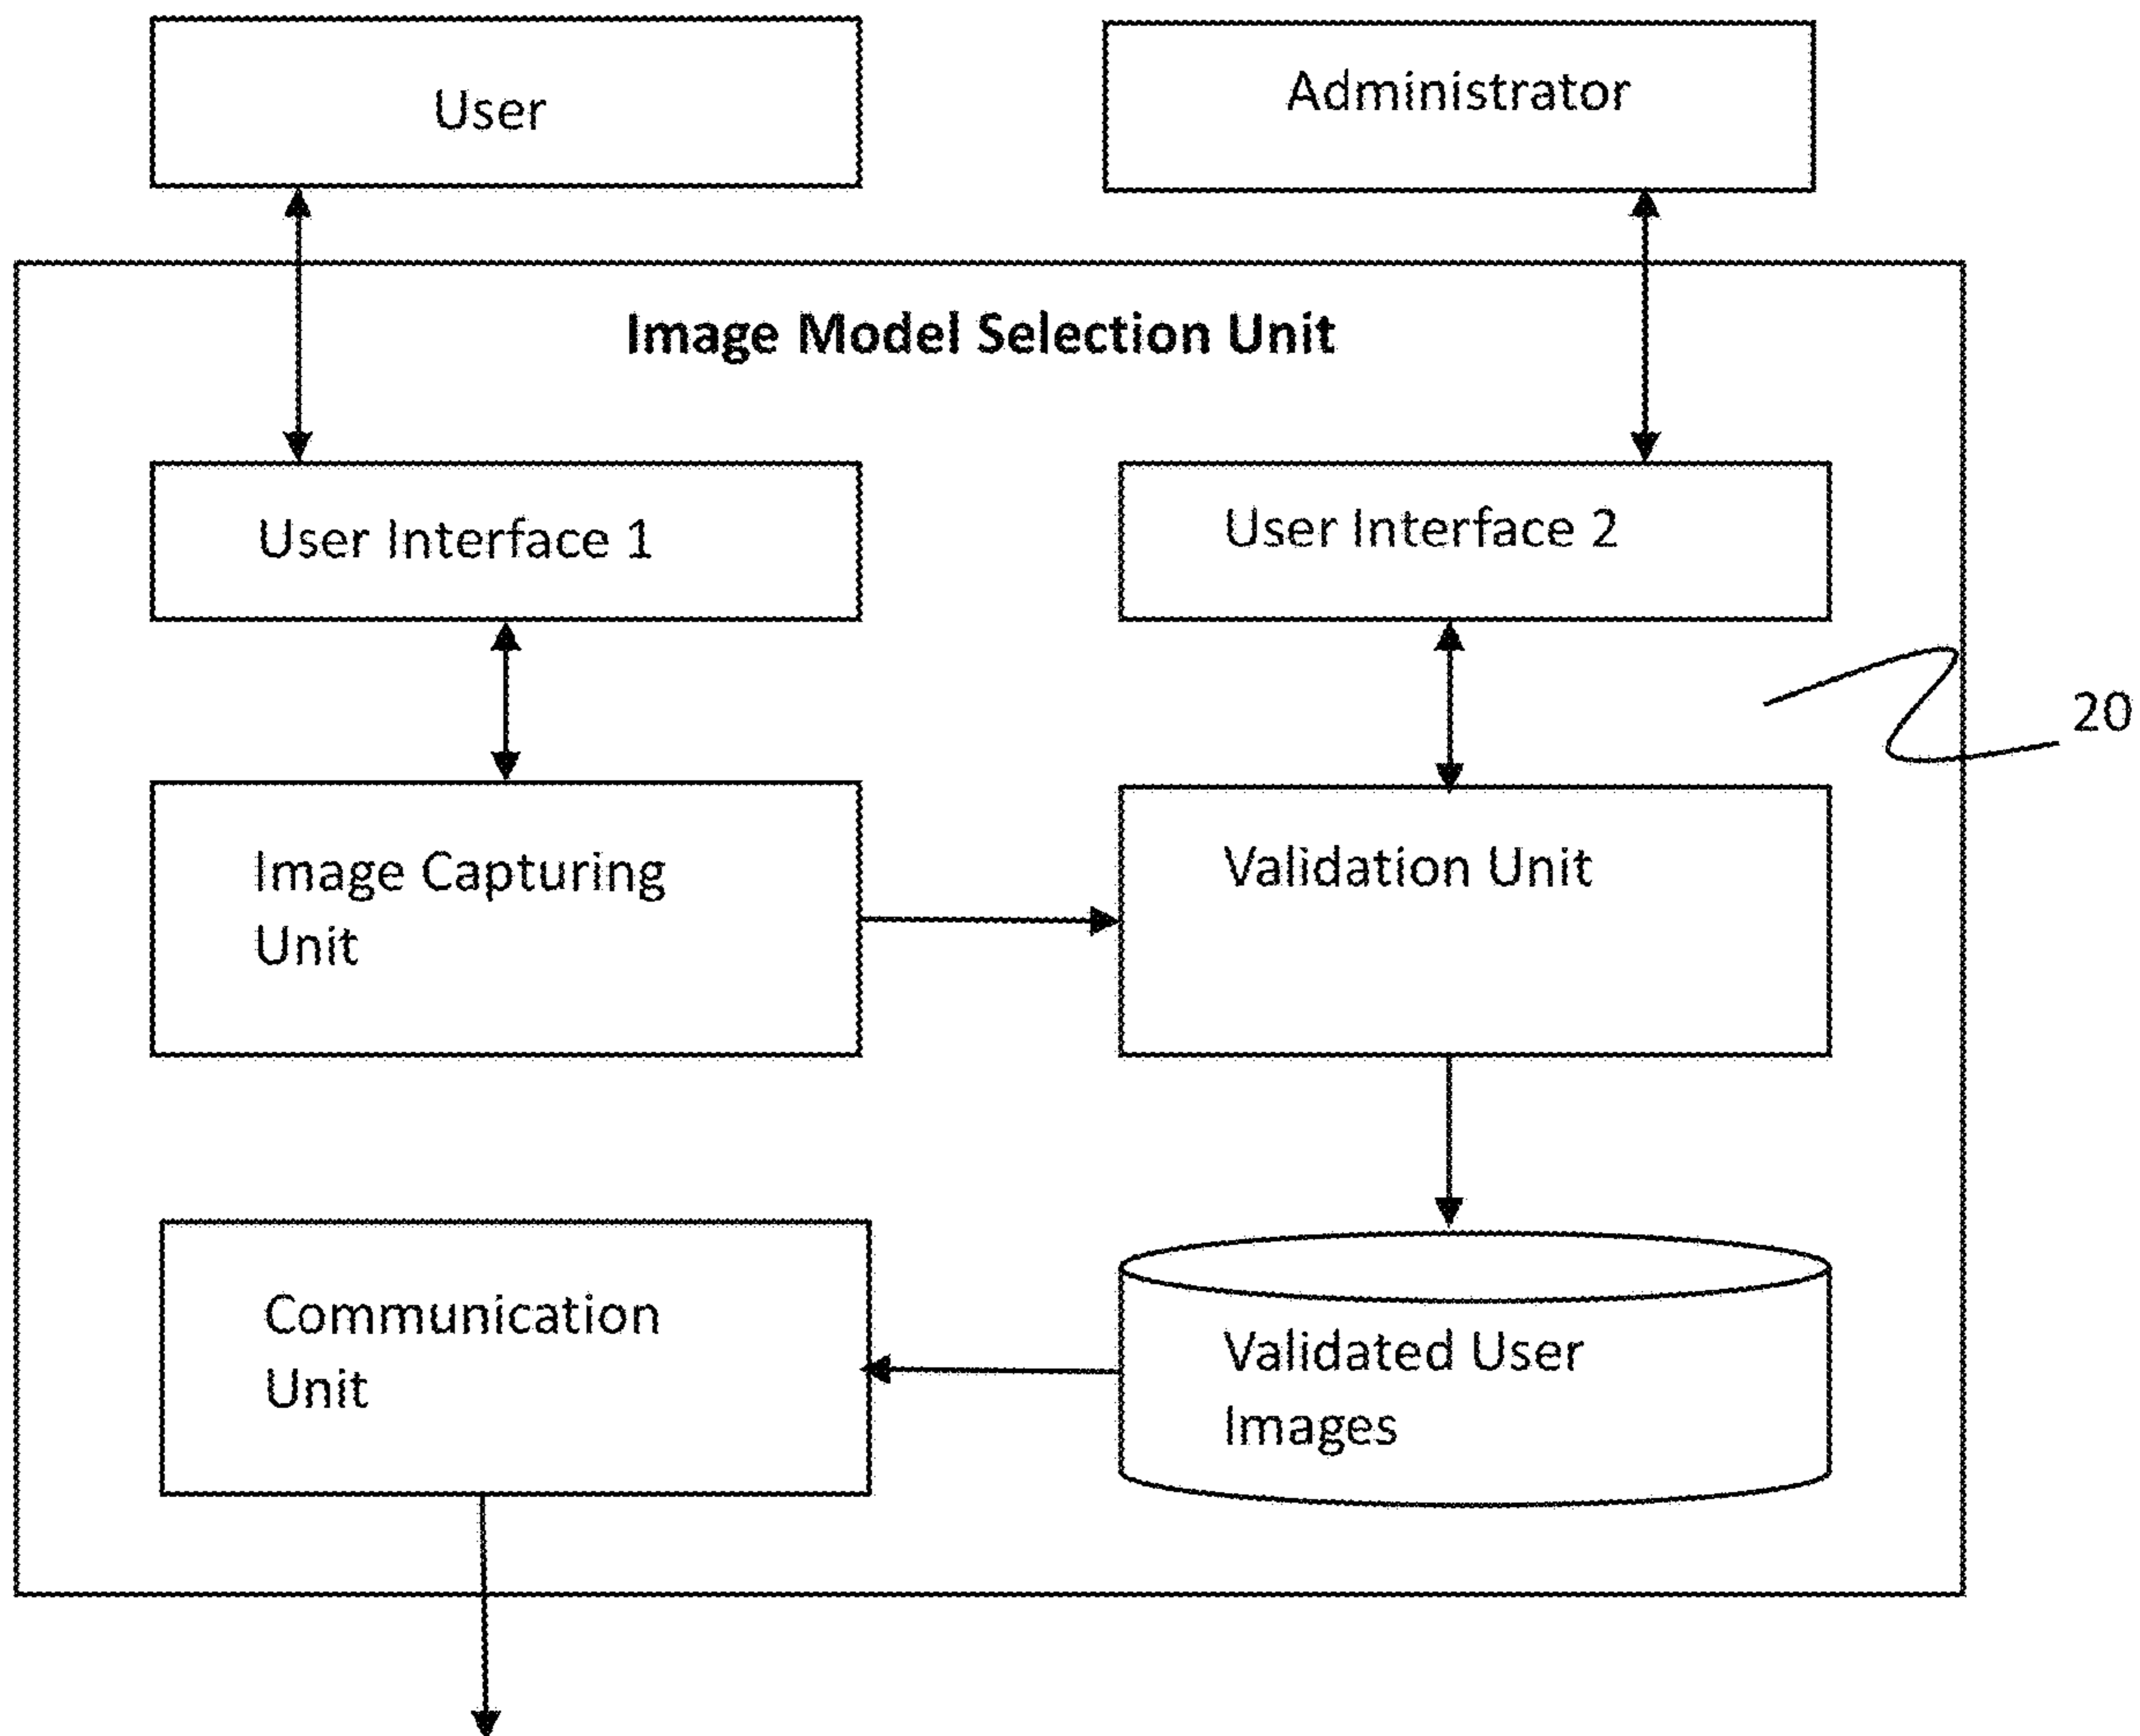 User
Administrator
Image Model Selection Unit
User Interface 1
User Interface 2
20
Image Capturing
Unit
Validation Unit
Communication
Unit
Validated User
Images